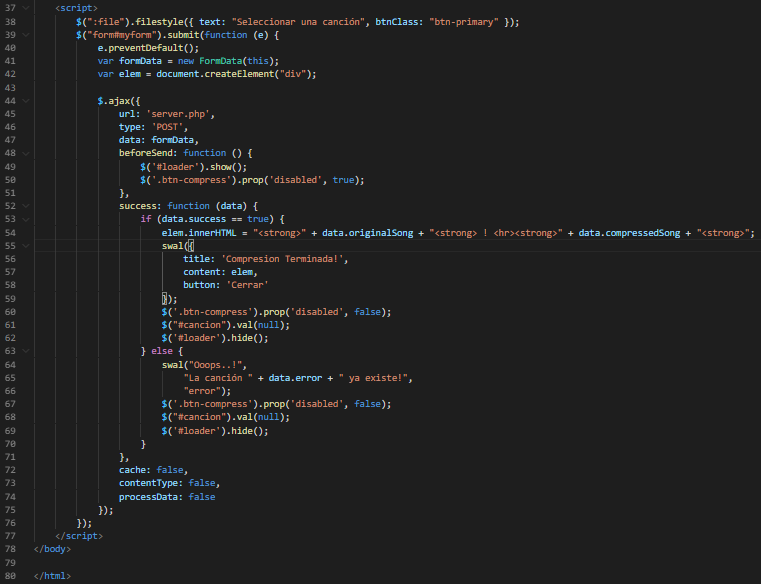 37 <script>
38 $(":file").filestyle({ text: "Seleccionar una canción", btnClass: "btn-primary" });
39 $("form#myform").submit(function (e) {
40 e.preventDefault();
41 var formData = new FormData(this);
42 var elem = document.createElement("div");
43
44 $.ajax({
45 url: 'server.php',
46 type: 'POST',
47 data: formData,
48 beforeSend: function () {
49 $('#loader').show();
50 $('.btn-compress').prop('disabled', true);
51 },
52 success: function (data) {
53 if (data.success == true) {
54 elem.innerHTML = "<strong>" + data.originalSong + "<strong> ! <hr><strong>" + data.compressedSong + "<strong>";
55 swal({
56 title: 'Compresion Terminada!',
57 content: elem,
58 button: 'Cerrar'
59 });
60 $('.btn-compress').prop('disabled', false);
61 $("#cancion").val(null);
62 $('#loader').hide();
63 } else {
64 swal("Ooops..!",
65 "La canción " + data.error + " ya existe!",
66 "error");
67 $('.btn-compress').prop('disabled', false);
68 $("#cancion").val(null);
69 $('#loader').hide();
70 }
71 },
72 cache: false,
73 contentType: false,
74 processData: false
75 });
76 });
77 </script>
78 </body>
79
80 </html>